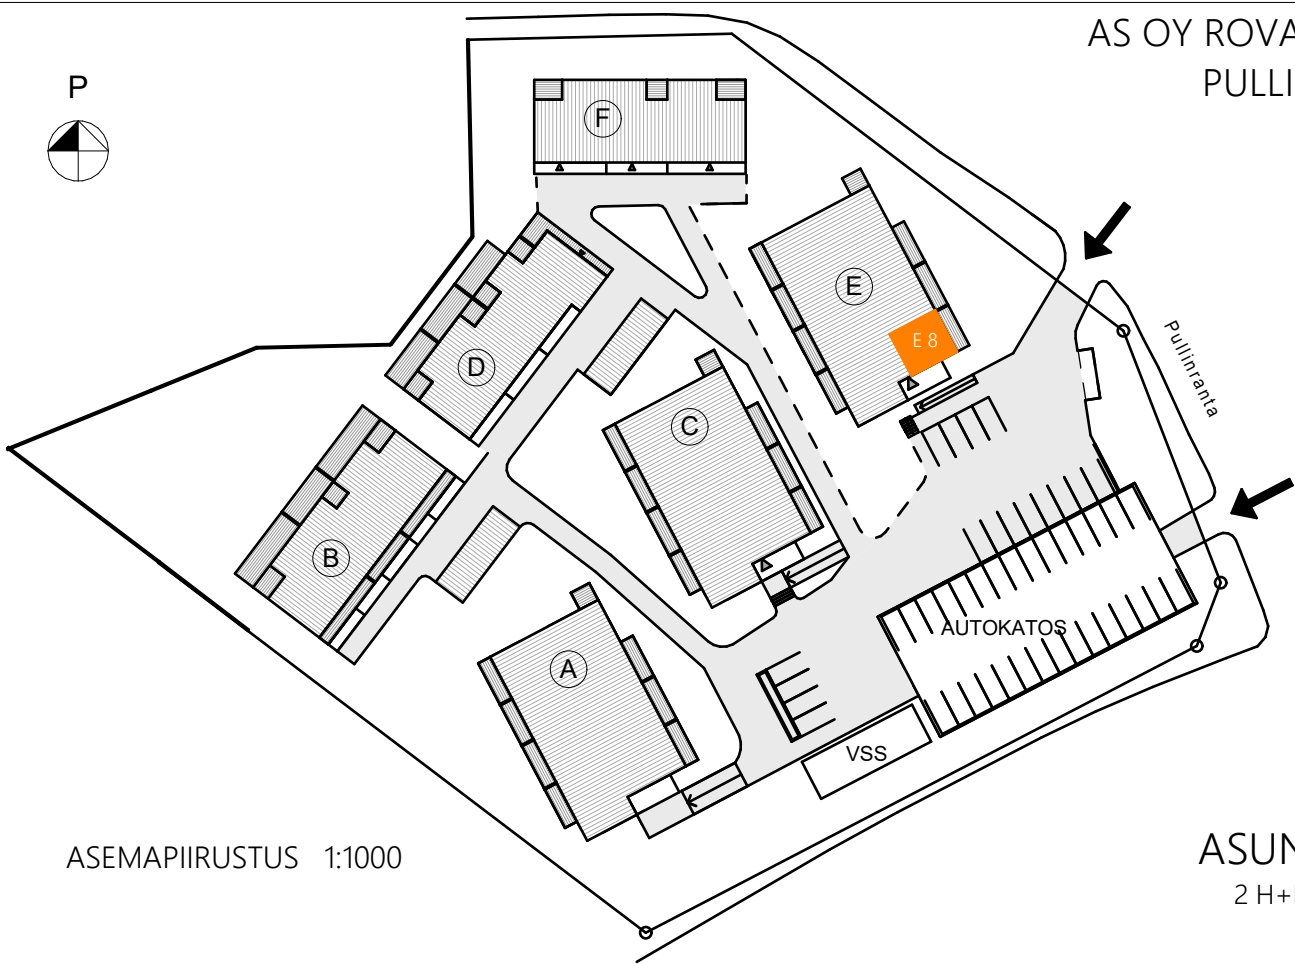 AS OY ROVA
PULLI
P
F
E
E 8
Pullinranta
D
C
B
AUTOKATOS
A
VSS
ASEMAPIIRUSTUS 1:1000
ASUN
2 H+